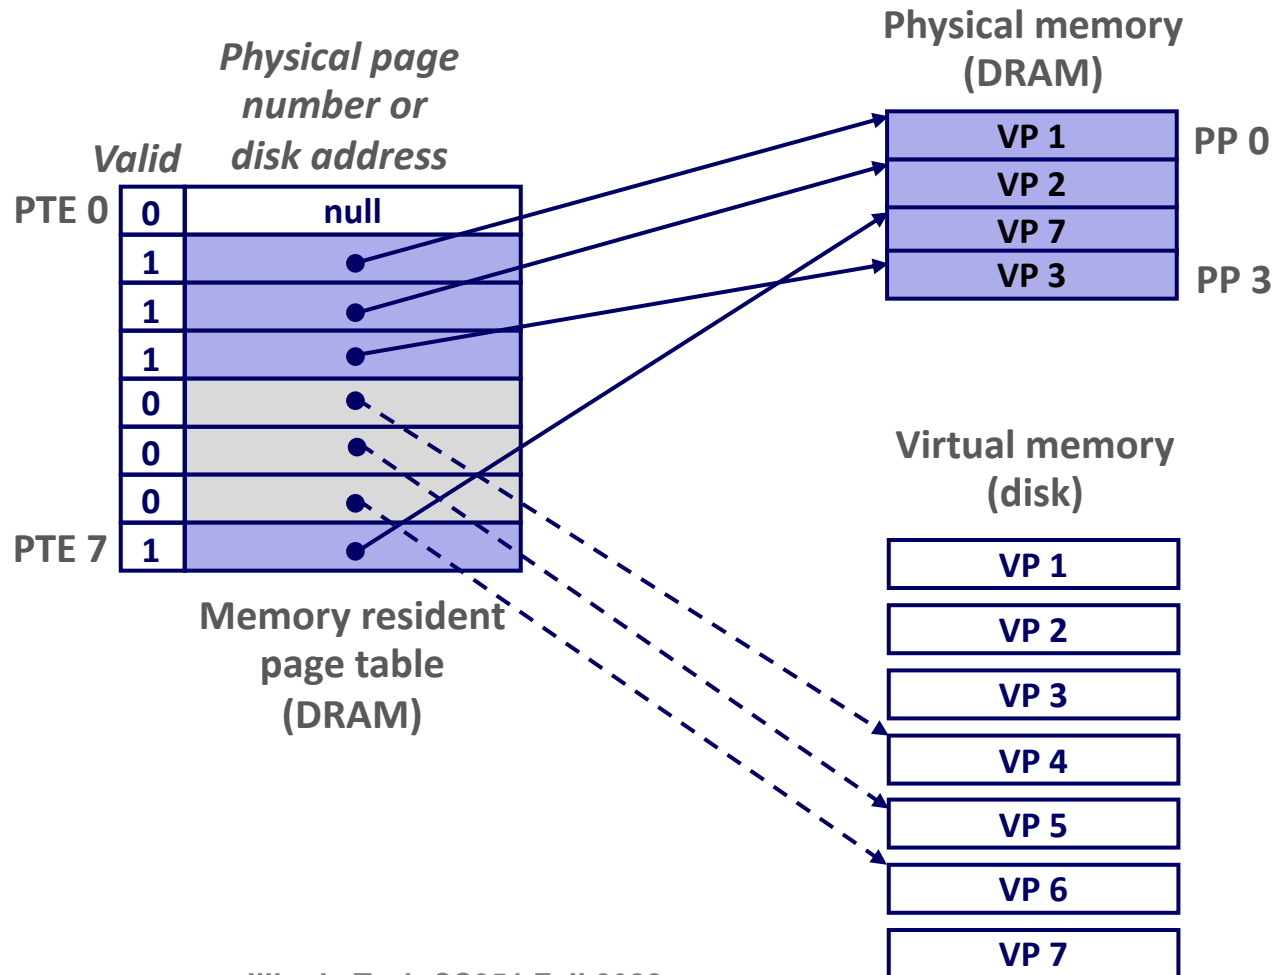 Physical page
number or
disk address
Valid
PTE 0
0
null
1
1
1
0
0
0
PTE 7
1
Memory resident
page table
(DRAM)
Physical memory
(DRAM)
VP 1
PP 0
VP 2
VP 7
VP 3
PP 3
Virtual memory
(disk)
VP 1
VP 2
VP 3
VP 4
VP 5
VP 6
VP 7